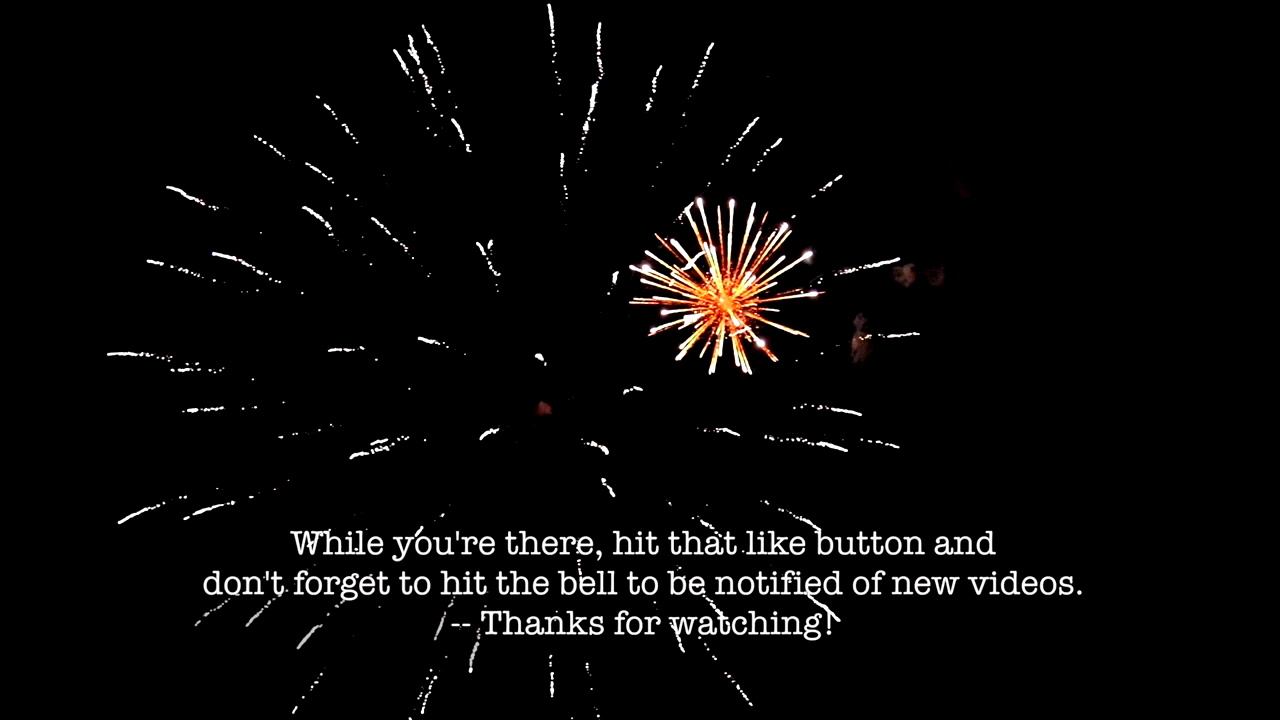 While you're there, hit that like button and
don't forget to hit the bell to be notified of new videos.
-- Thanks for watching!